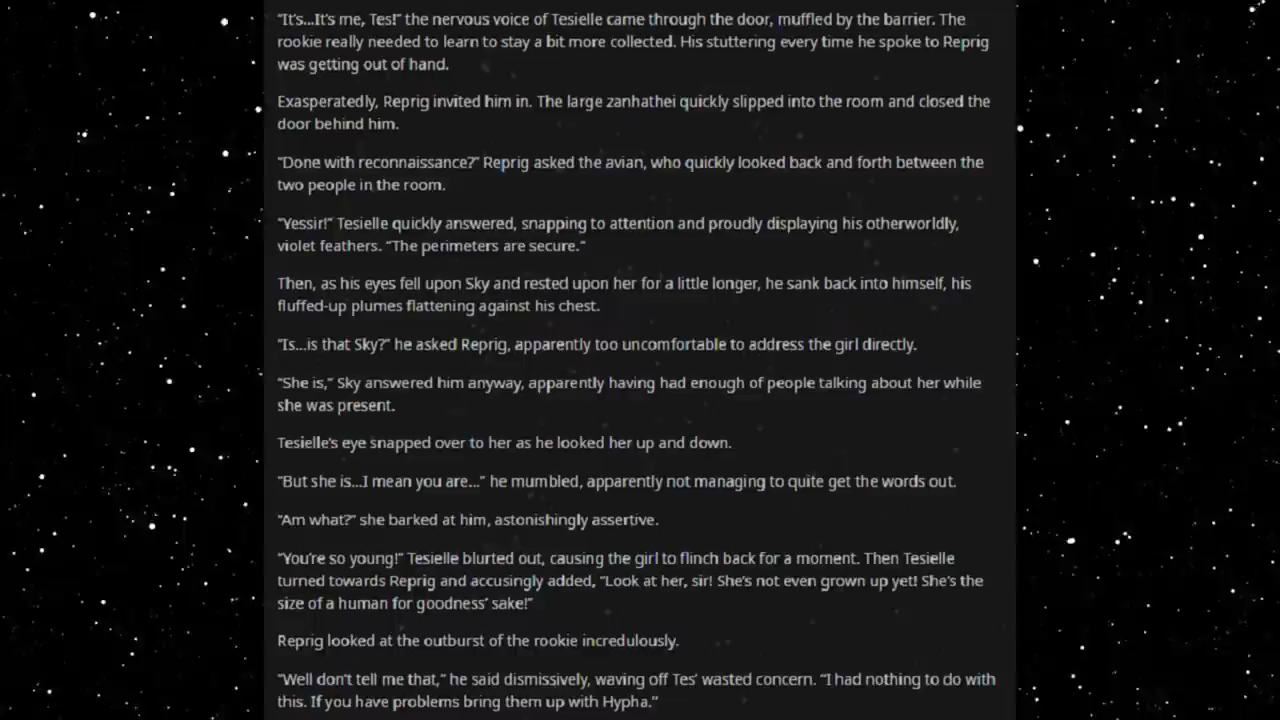 “It’s...It’s me, Tes!” the nervous voice of Tesielle came through the door, muffled by the barrier. The
rookie really needed to learn to stay a bit more collected. His stuttering every time he spoke to Reprig
was getting out of hand.
Exasperatedly, Reprig invited him in. The large zanhathei quickly slipped into the room and closed the
door behind him.
“Done with reconnaissance?” Reprig asked the avian, who quickly looked back and forth between the
two people in the room.
“Yessir!” Tesielle quickly answered, snapping to attention and proudly displaying his otherworldly,
violet feathers. “The perimeters are secure.”
Then, as his eyes fell upon Sky and rested upon her for a little longer, he sank back into himself, his
fluffed-up plumes flattening against his chest.
“Is...is that Sky?” he asked Reprig, apparently too uncomfortable to address the girl directly.
“She is,” Sky answered him anyway, apparently having had enough of people talking about her while
she was present.
Tesielle’s eye snapped over to her as he looked her up and down.
“But she is...I mean you are...” he mumbled, apparently not managing to quite get the words out.
“Am what?” she barked at him, astonishingly assertive.
“You’re so young!” Tesielle blurted out, causing the girl to flinch back for a moment. Then Tesielle
turned towards Reprig and accusingly added, “Look at her, sir! She’s not even grown up yet! She’s the
size of a human for goodness’ sake!”
Reprig looked at the outburst of the rookie incredulously.
“Well don’t tell me that,” he said dismissively, waving off Tes’ wasted concern. “I had nothing to do with
this. If you have problems bring them up with Hypha.”